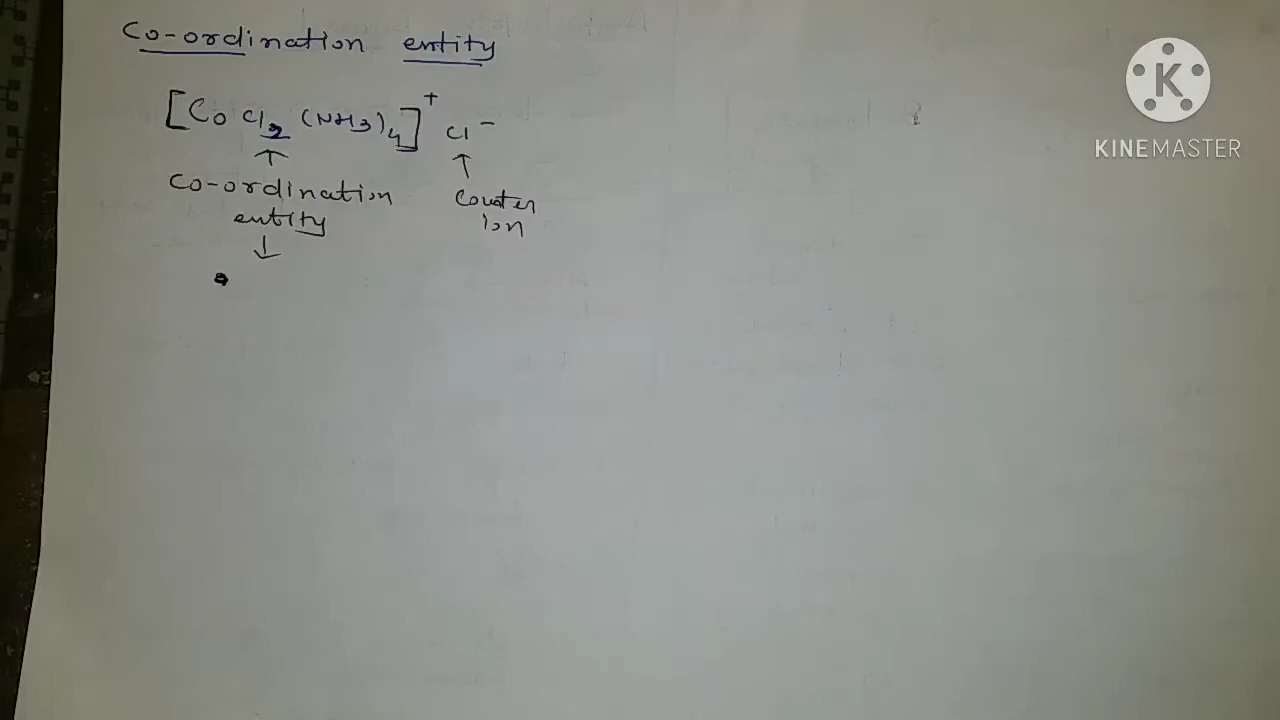 Co-ordination entity
[Co Cl2 (NH3)4]+ Cl-
↑ ↑
Co-ordination counter
entity ion
↓
K
KINEMASTER